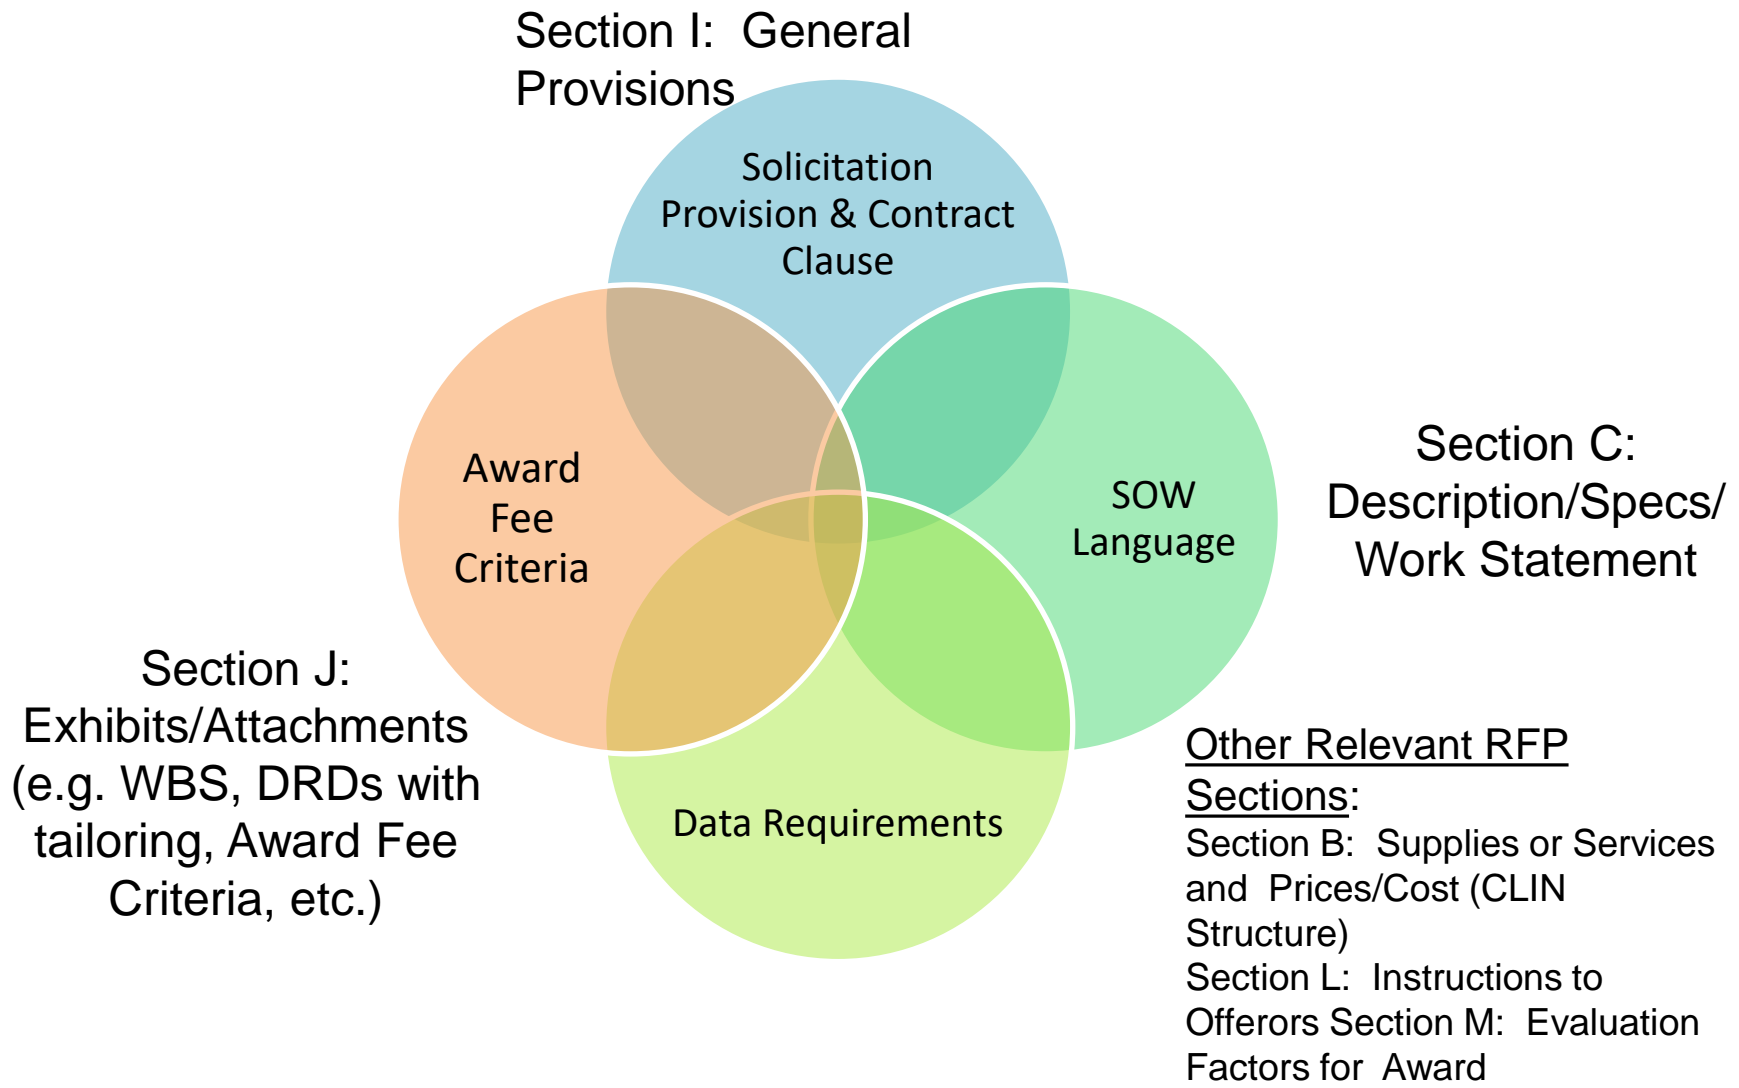 Section I: General
Provisions
Solicitation
Provision & Contract
Clause
Award
Fee
Criteria
SOW
Language
Section C:
Description/Specs/
Work Statement
Section J:
Exhibits/Attachments
(e.g. WBS, DRDs with
tailoring, Award Fee
Criteria, etc.)
Data Requirements
Other Relevant RFP
Sections:
Section B: Supplies or Services
and Prices/Cost (CLIN
Structure)
Section L: Instructions to
Offerors Section M: Evaluation
Factors for Award